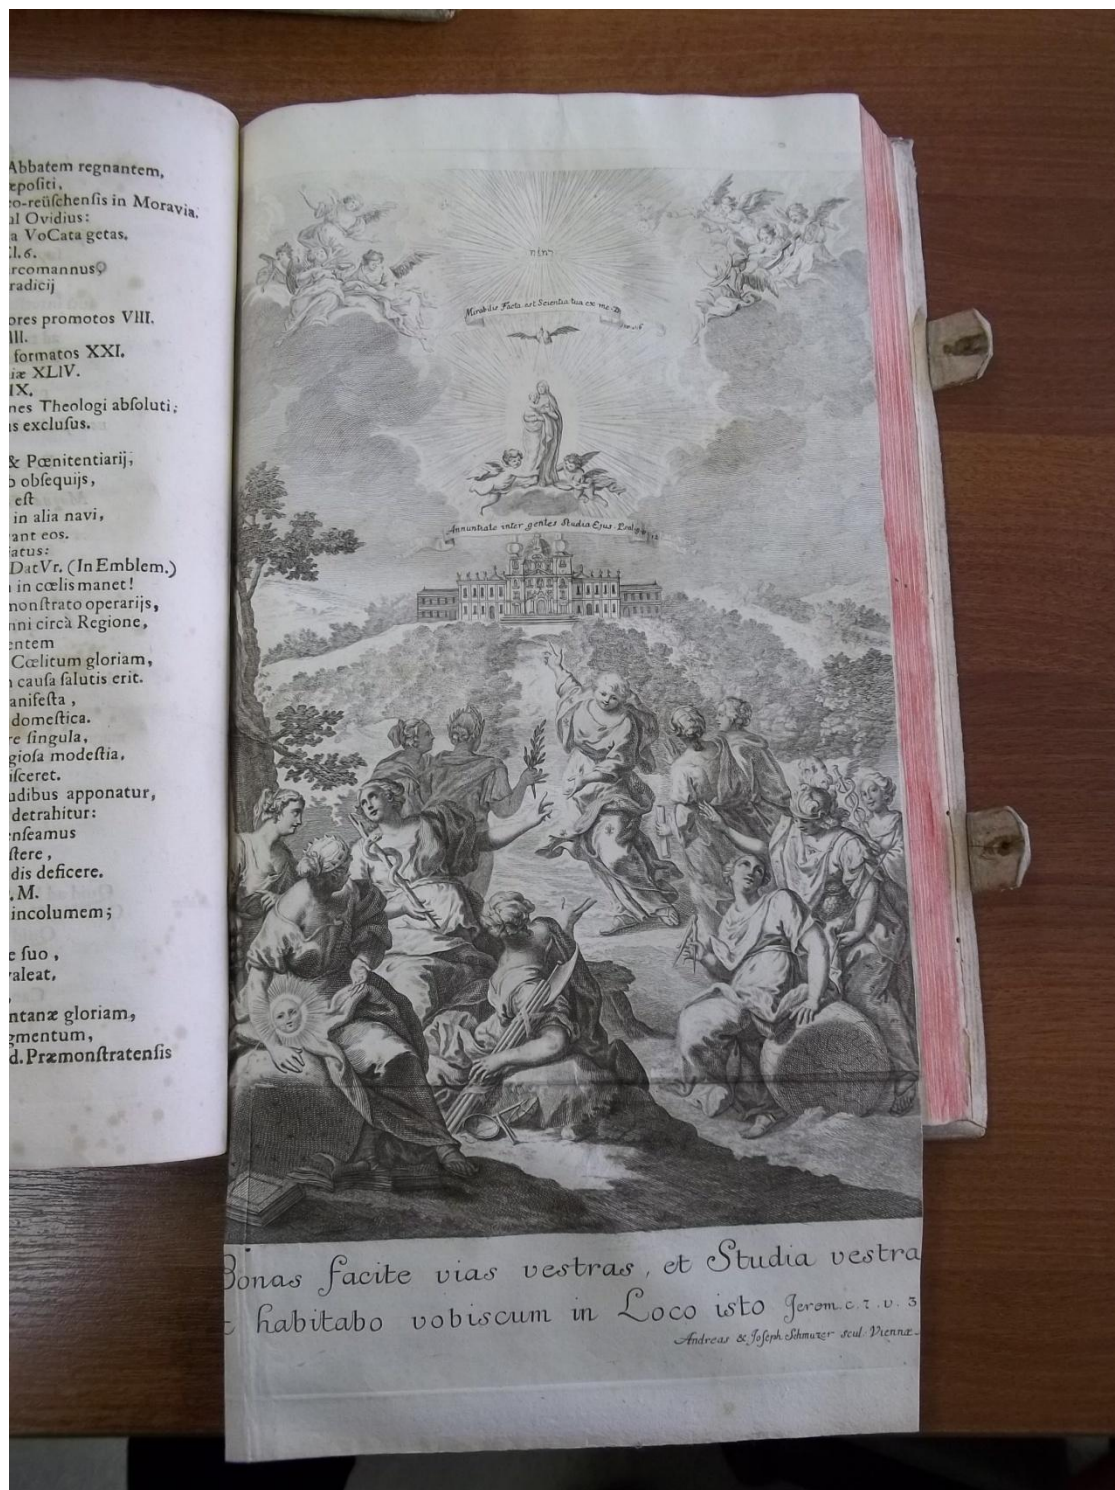 Abbatem regnantem,
epoſiti,
co-reüſchenſis in Moravia.
al Ovidius:
a VoCata getas.
l. 6.
rcomannus
radicij
ores promotos VIII.
III.
formatos XXI.
iæ XLIV.
IX.
nes Theologi abſoluti;
is excluſus.
& Pœnitentiarij,
o obſequijs,
eſt
in alia navi,
ant eos.
iatus:
DatVr. (In Emblem.)
in cœlis manet!
monſtrato operarijs,
nni circà Regione,
entem
Cœlitum gloriam,
cauſa ſalutis erit.
anifeſta,
domeſtica.
re ſingula,
gioſa modeſtia,
iſceret.
udibus apponatur,
detrahitur:
enſeamus
ſtere,
dis deficere.
. M.
incolumem;
e ſuo,
valeat,
ntanæ gloriam,
gmentum,
d. Præmonſtratenſis
Mirabilis Facta est Scientia tua ex me.
Annuntiate inter gentes Studia Ejus.
Bonas facite vias vestras, et Studia vestra
habitabo vobiscum in Loco isto Jerem. c. 7. v. 3
Andreas & Joſeph Schmuzer scul. Viennæ